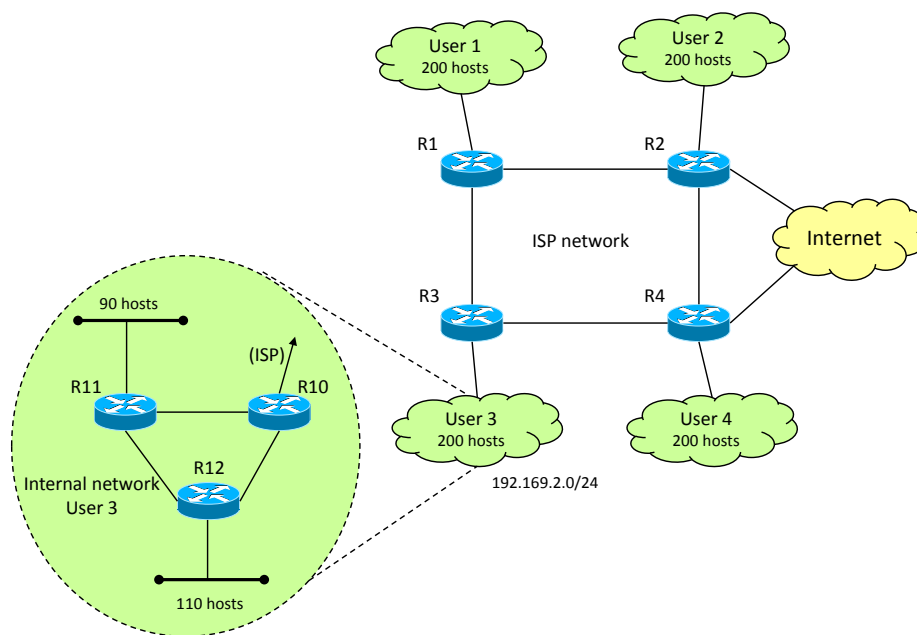 User 1
200 hosts
User 2
200 hosts
R1
R2
ISP network
Internet
R3
R4
90 hosts
(ISP)
R11
R10
User 3
200 hosts
User 4
200 hosts
R12
Internal network
User 3
192.169.2.0/24
110 hosts